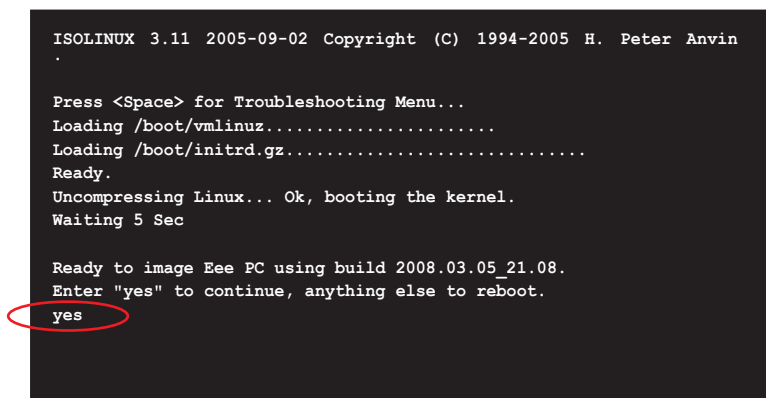 ISOLINUX 3.11 2005-09-02 Copyright (C) 1994-2005 H. Peter Anvin
.
Press <Space> for Troubleshooting Menu...
Loading /boot/vmlinuz.......................
Loading /boot/initrd.gz..............................
Ready.
Uncompressing Linux... Ok, booting the kernel.
Waiting 5 Sec
Ready to image Eee PC using build 2008.03.05_21.08.
Enter "yes" to continue, anything else to reboot.
yes